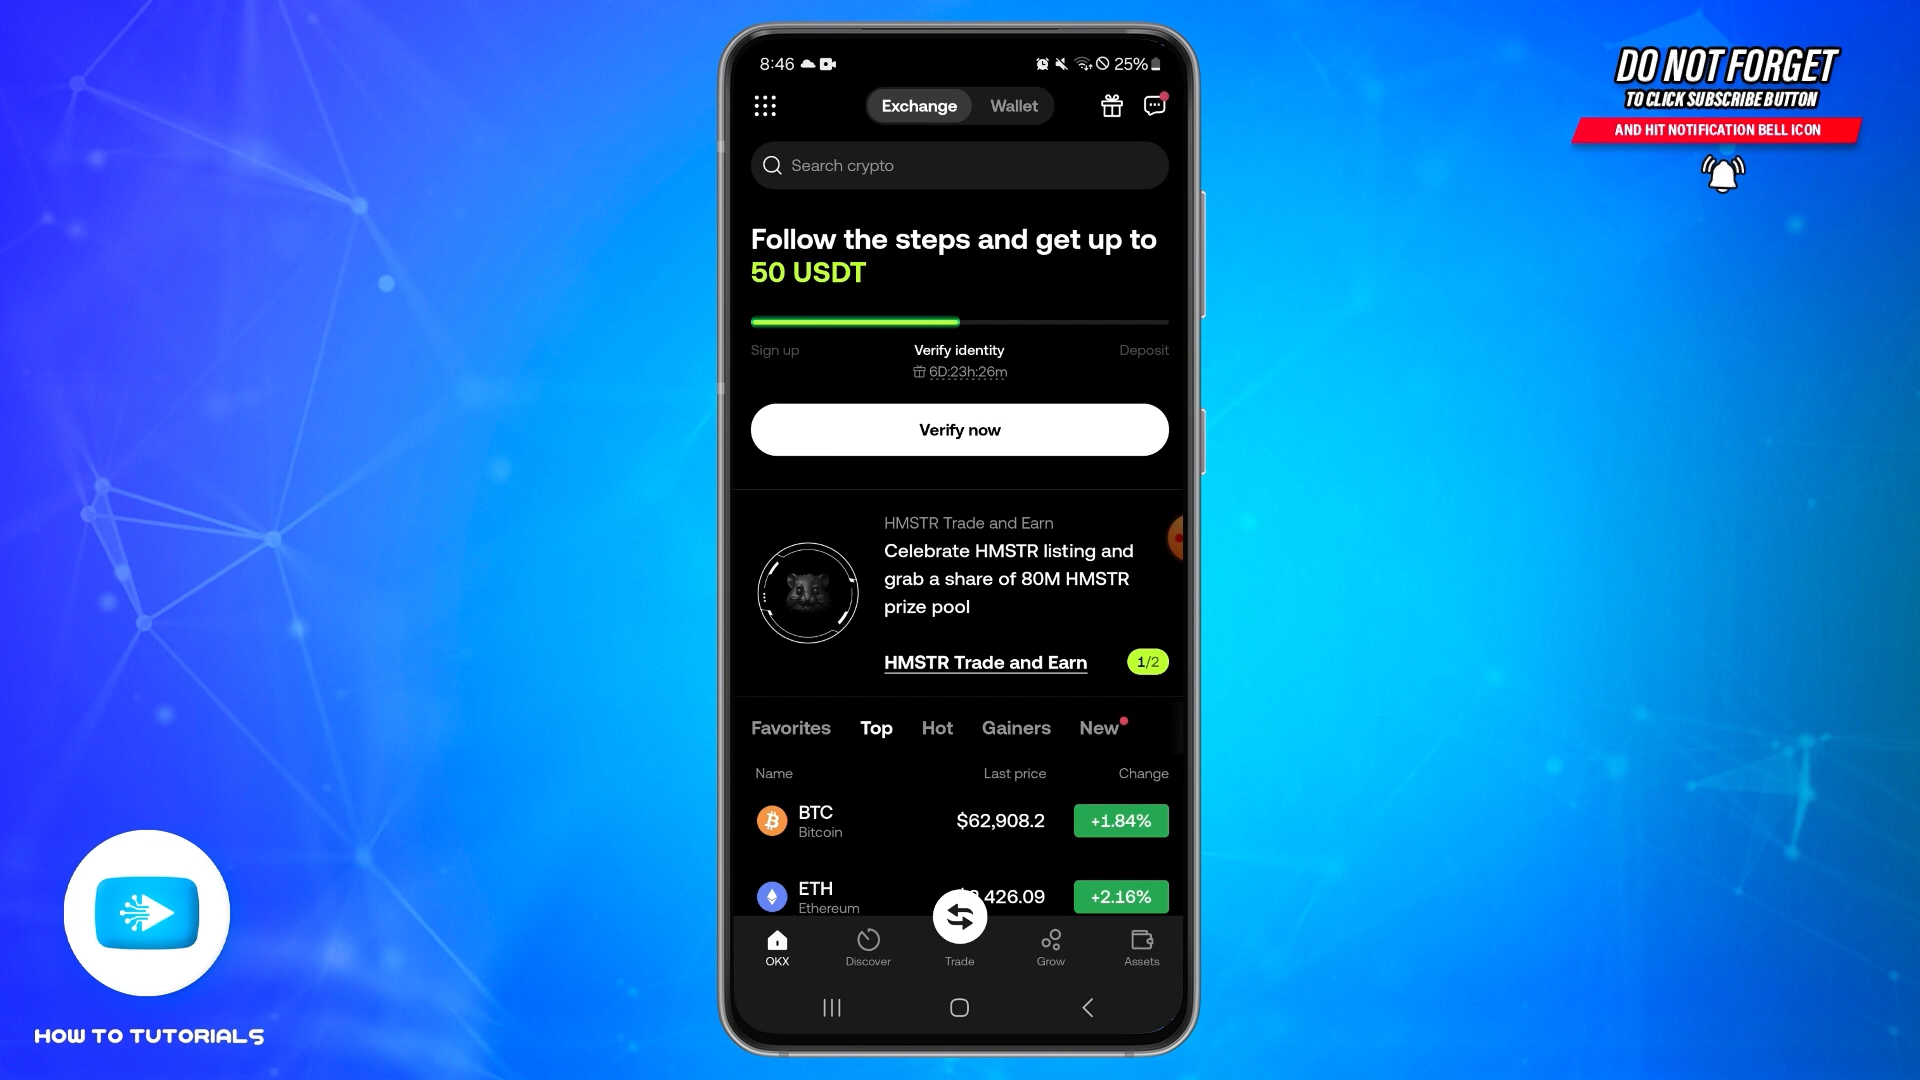 8:46
25%
Exchange
Wallet
Search crypto
Follow the steps and get up to
50 USDT
Sign up
Verify identity
Deposit
6D:23h:26m
Verify now
HMSTR Trade and Earn
Celebrate HMSTR listing and
grab a share of 80M HMSTR
prize pool
HMSTR Trade and Earn
1/2
Favorites
Top
Hot
Gainers
New
Name
Last price
Change
BTC
Bitcoin
$62,908.2
+1.84%
ETH
Ethereum
426.09
+2.16%
OKX
Discover
Trade
Grow
Assets
DO NOT FORGET
TO CLICK SUBSCRIBE BUTTON
AND HIT NOTIFICATION BELL ICON
HOW TO TUTORIALS